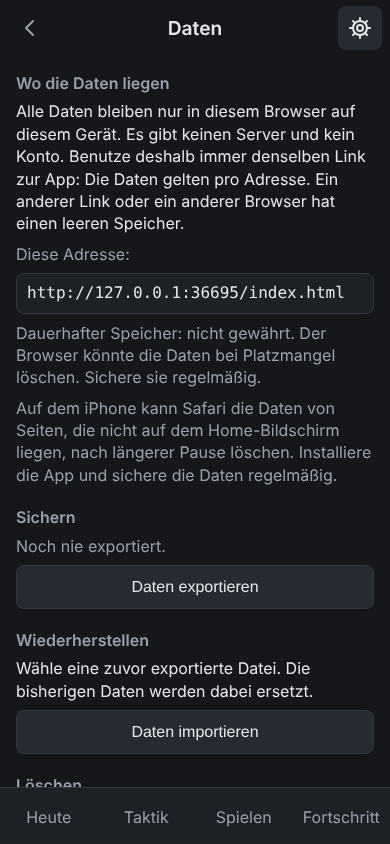 Daten
Wo die Daten liegen
Alle Daten bleiben nur in diesem Browser auf
diesem Gerät. Es gibt keinen Server und kein
Konto. Benutze deshalb immer denselben Link
zur App: Die Daten gelten pro Adresse. Ein
anderer Link oder ein anderer Browser hat
einen leeren Speicher.
Diese Adresse:
http://127.0.0.1:36695/index.html
Dauerhafter Speicher: nicht gewährt. Der
Browser könnte die Daten bei Platzmangel
löschen. Sichere sie regelmäßig.
Auf dem iPhone kann Safari die Daten von
Seiten, die nicht auf dem Home-Bildschirm
liegen, nach längerer Pause löschen. Installiere
die App und sichere die Daten regelmäßig.
Sichern
Noch nie exportiert.
Daten exportieren
Wiederherstellen
Wähle eine zuvor exportierte Datei. Die
bisherigen Daten werden dabei ersetzt.
Daten importieren
Löschen
Heute Taktik Spielen Fortschritt